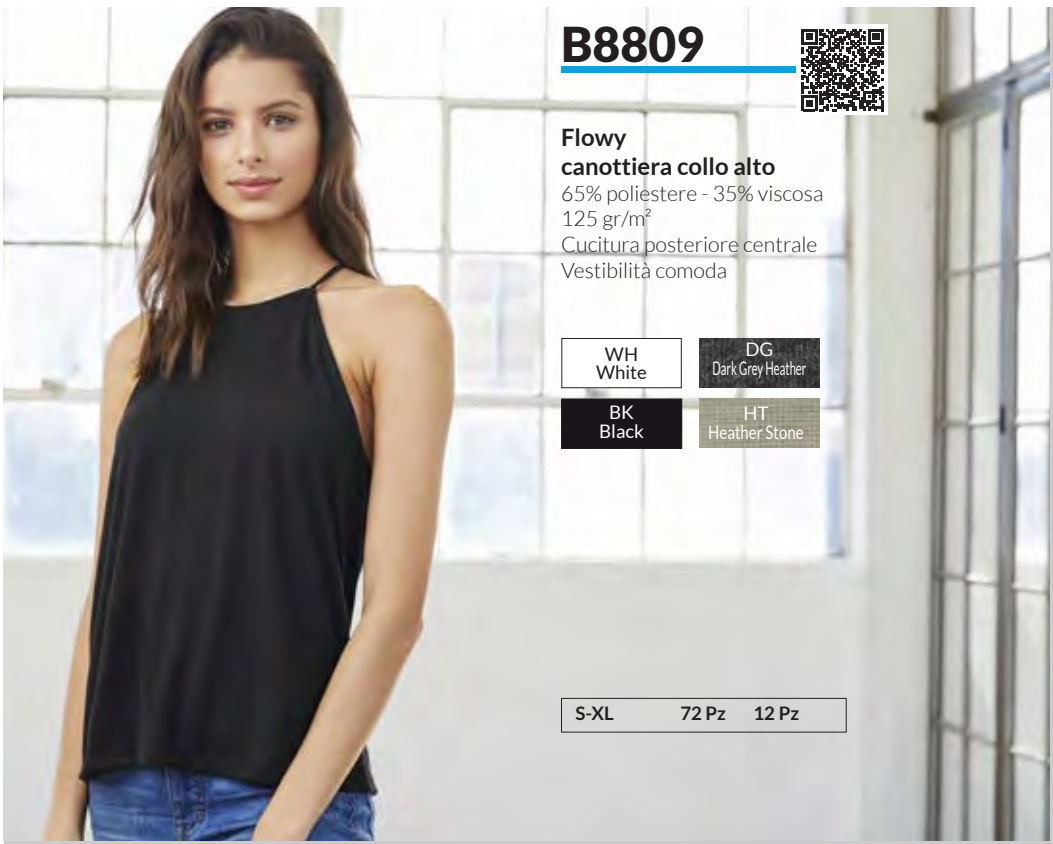 B8809
Flowy
canottiera collo alto
65% poliestere - 35% viscosa
125 gr/m²
Cucitura posteriore centrale
Vestibilità comoda
WH
White
DG
Dark Grey Heather
BK
Black
HT
Heather Stone
S-XL 72 Pz 12 Pz